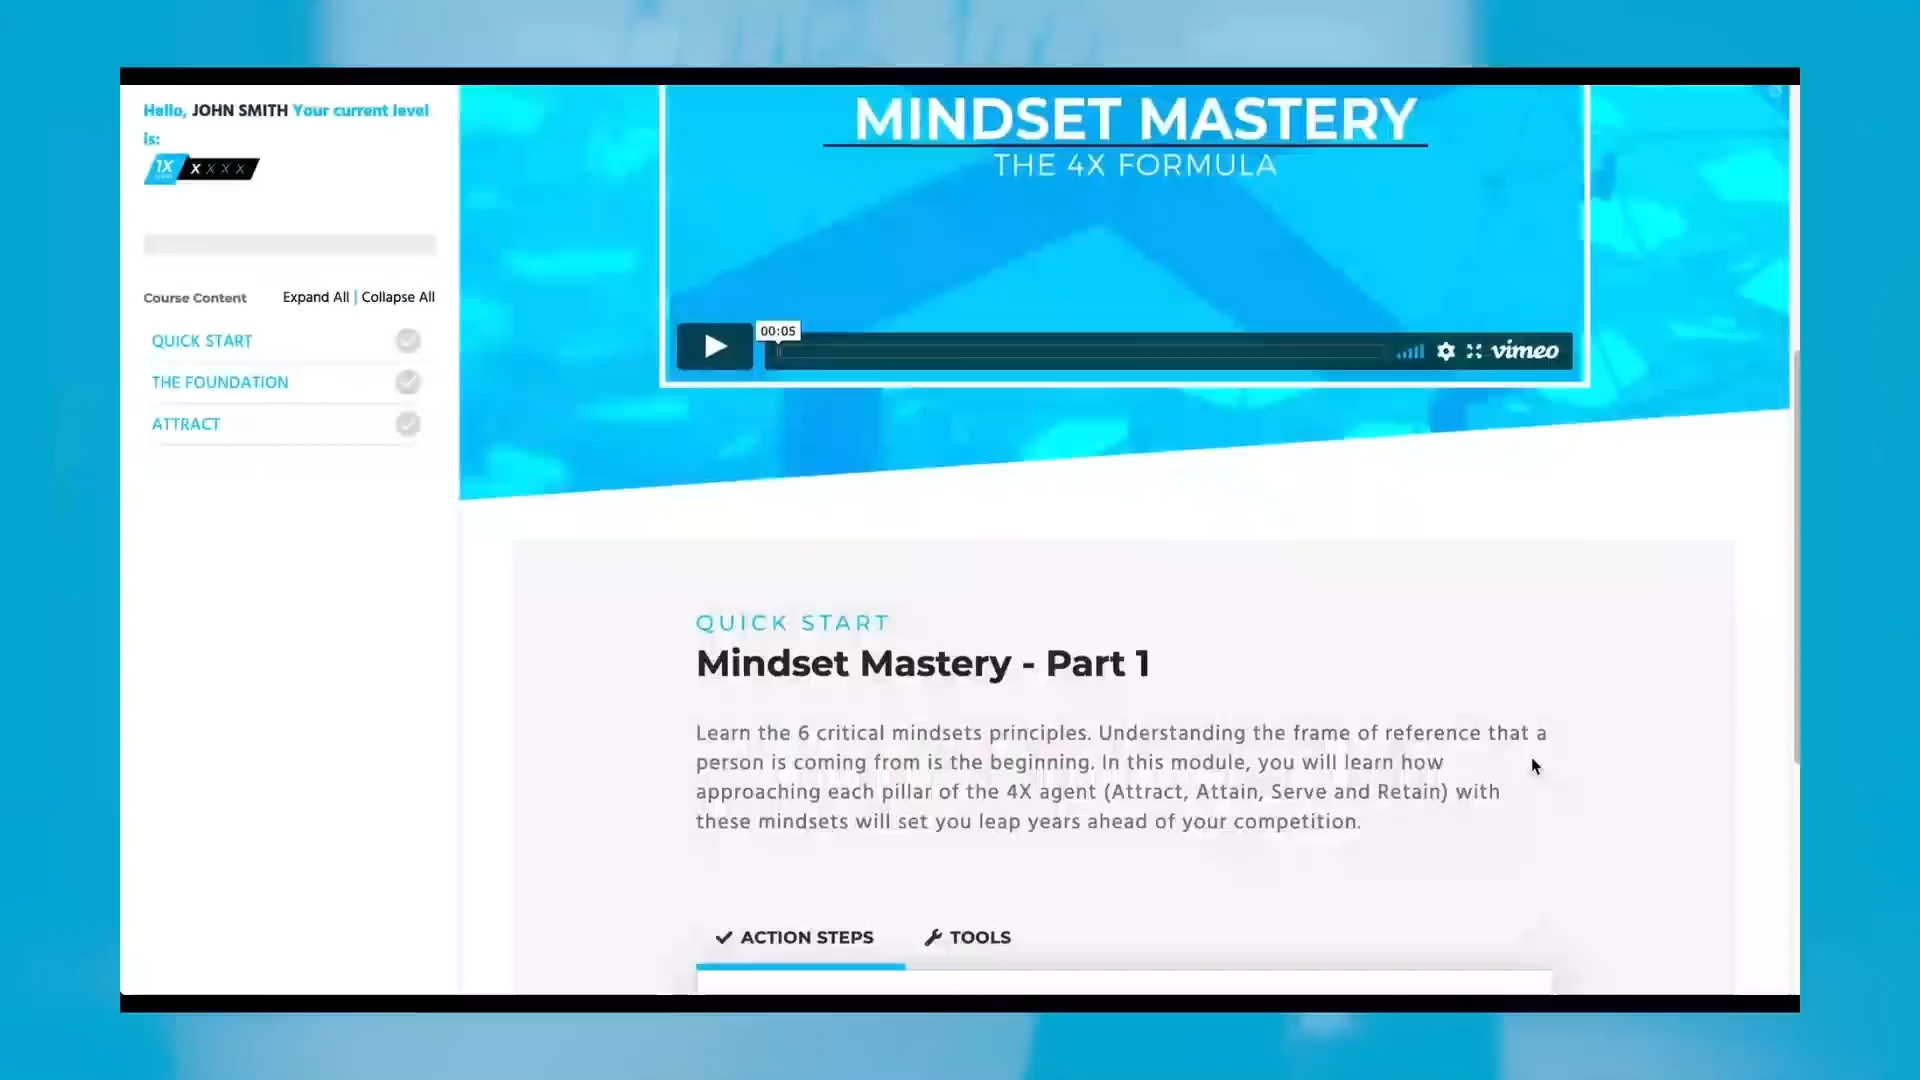 Hello, JOHN SMITH Your current level
is:
1X
X X X X
Course Content
Expand All | Collapse All
QUICK START
THE FOUNDATION
ATTRACT
MINDSET MASTERY
THE 4X FORMULA
00:05
vimeo
QUICK START
Mindset Mastery - Part 1
Learn the 6 critical mindsets principles. Understanding the frame of reference that a
person is coming from is the beginning. In this module, you will learn how
approaching each pillar of the 4X agent (Attract, Attain, Serve and Retain) with
these mindsets will set you leap years ahead of your competition.
ACTION STEPS
TOOLS